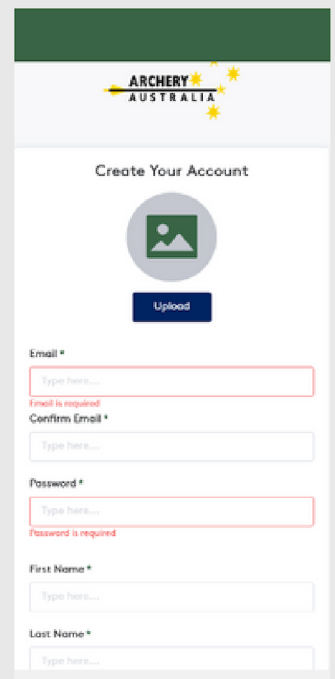 ARCHERY
AUSTRALIA
Create Your Account
Upload
Email *
Type here...
Email is required
Confirm Email *
Type here...
Password *
Type here...
Password is required
First Name *
Type here...
Last Name *
Type here...